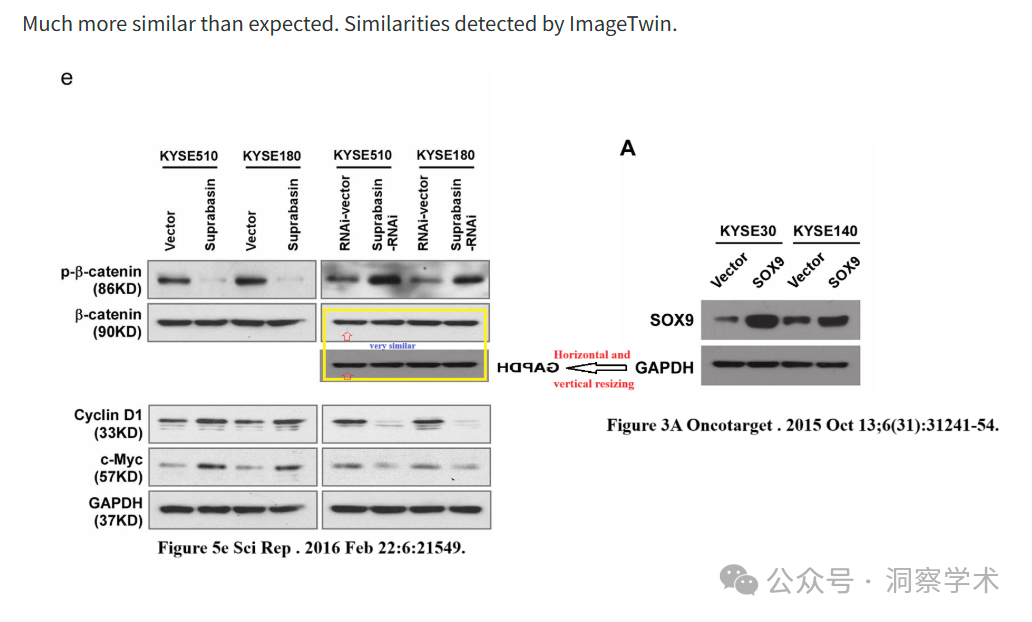 Much more similar than expected. Similarities detected by ImageTwin.
e
KYSE510 KYSE180 KYSE510 KYSE180
Vector Suprabasin Vector Suprabasin RNAi-vector Suprabasin-RNAi RNAi-vector Suprabasin-RNAi
p-β-catenin
(86KD)
β-catenin
(90KD)
very similar
GAPDH
Cyclin D1
(33KD)
c-Myc
(57KD)
GAPDH
(37KD)
Figure 5e Sci Rep . 2016 Feb 22:6:21549.
A
KYSE30 KYSE140
Vector SOX9 Vector SOX9
SOX9
Horizontal and
vertical resizing
GAPDH
Figure 3A Oncotarget . 2015 Oct 13;6(31):31241-54.
公众号 · 洞察学术